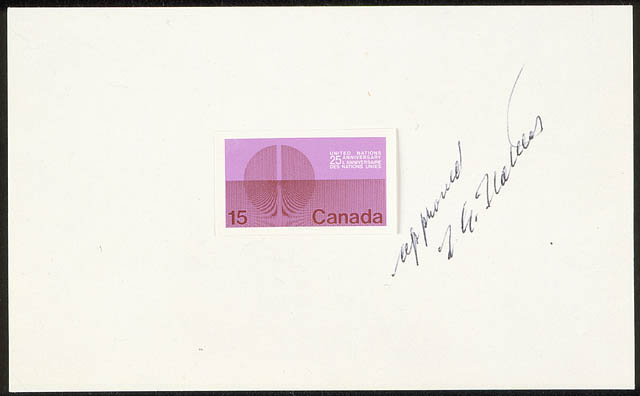 UNITED NATIONS
25 ANNIVERSARY
L'ANNIVERSAIRE
DES NATIONS UNIES
15 Canada
approved